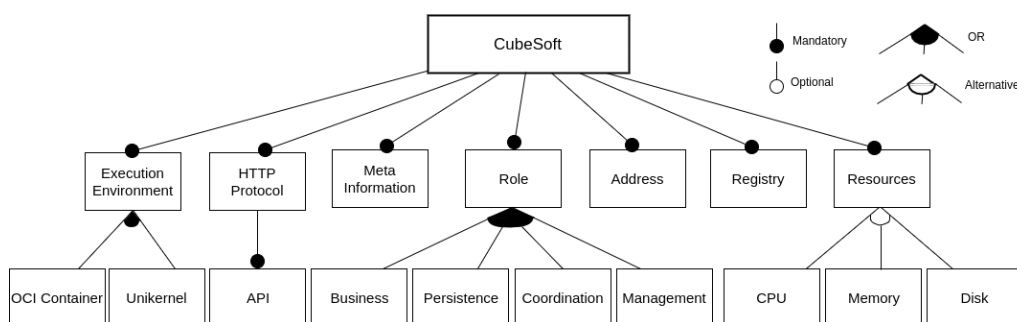 CubeSoft
Mandatory
OR
Optional
Alternative
Execution
Environment
HTTP
Protocol
Meta
Information
Role
Address
Registry
Resources
OCI Container
Unikernel
API
Business
Persistence
Coordination
Management
CPU
Memory
Disk